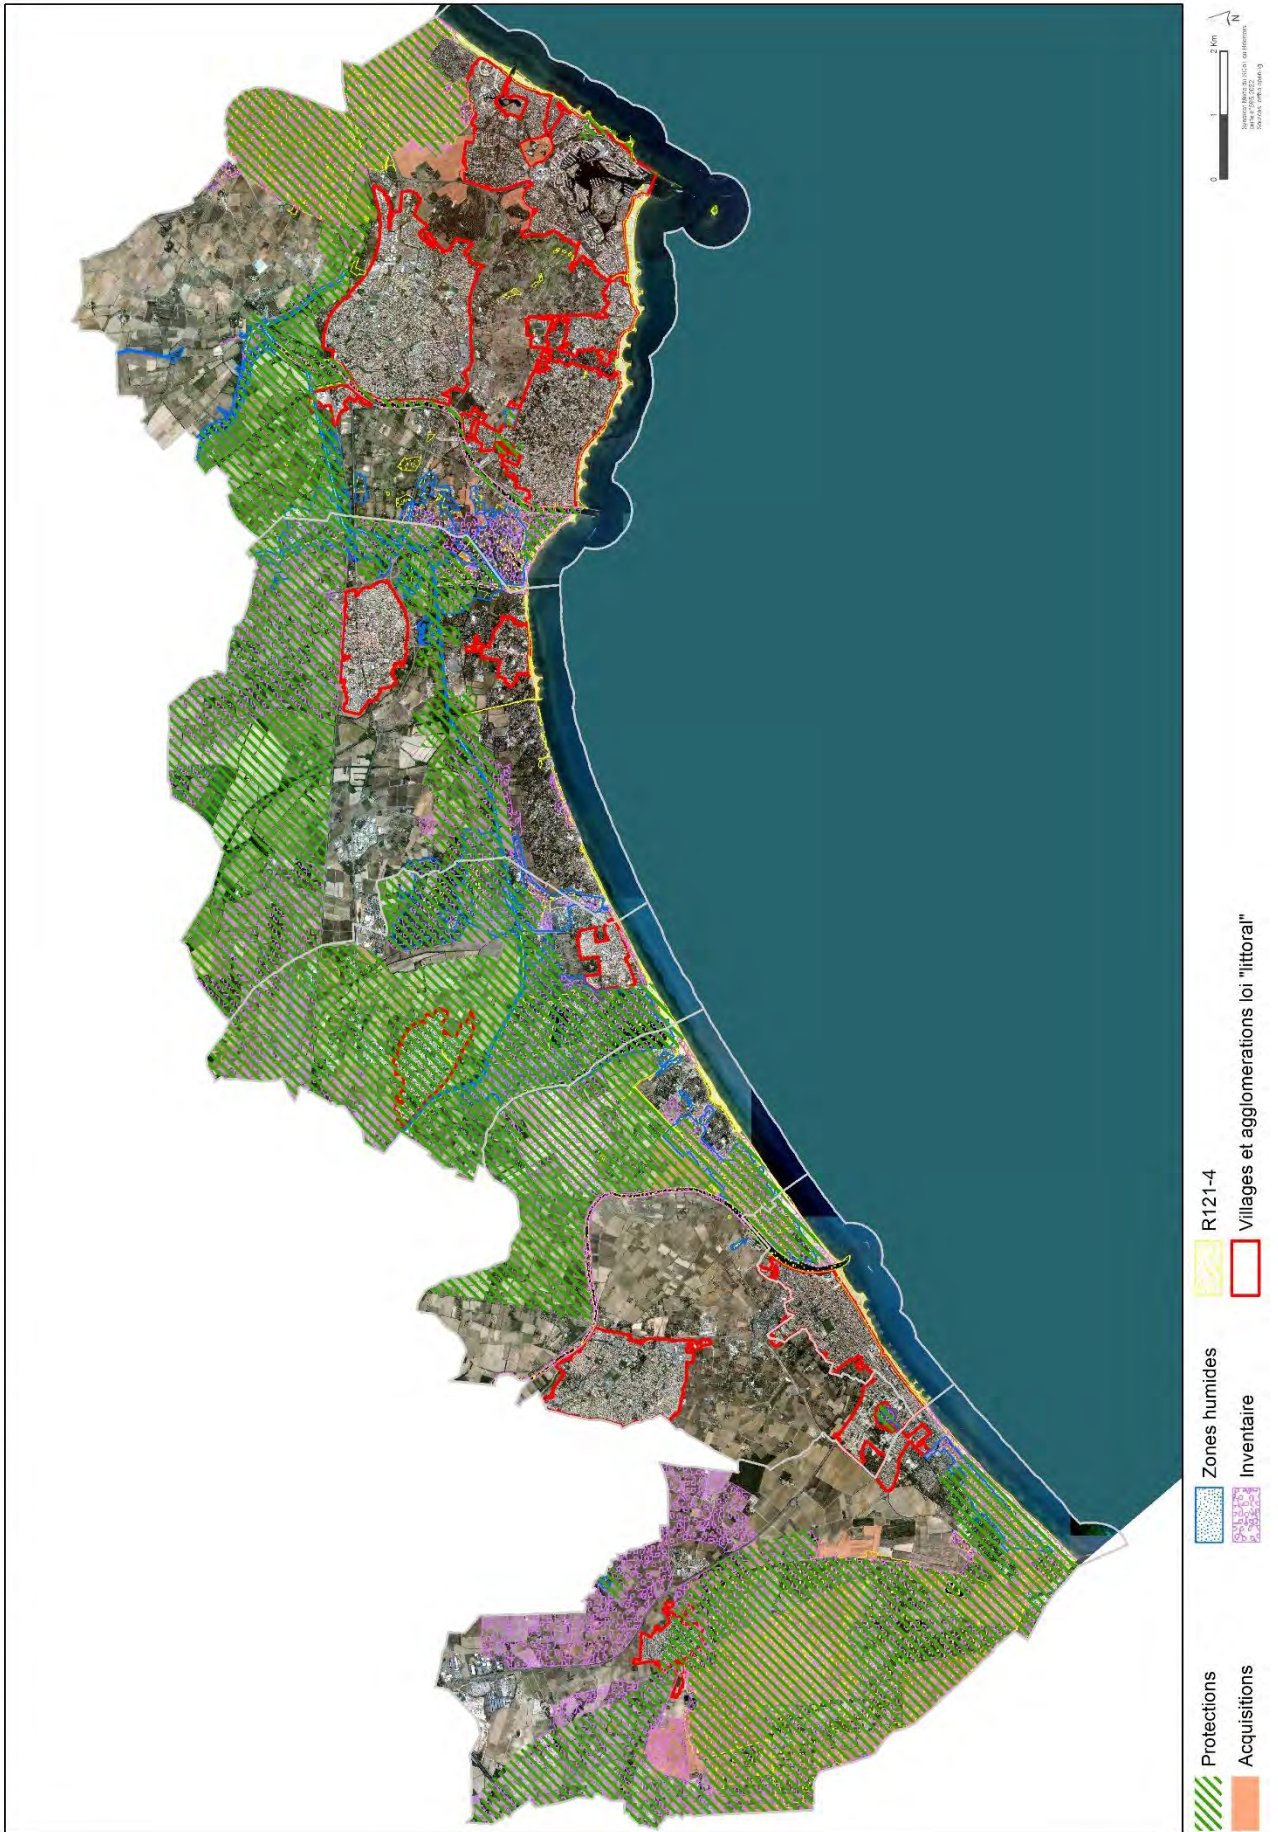 Protections
Zones humides
R121-4
Acquisitions
Inventaire
Villages et agglomerations loi "littoral"
0 1 2 Km
N